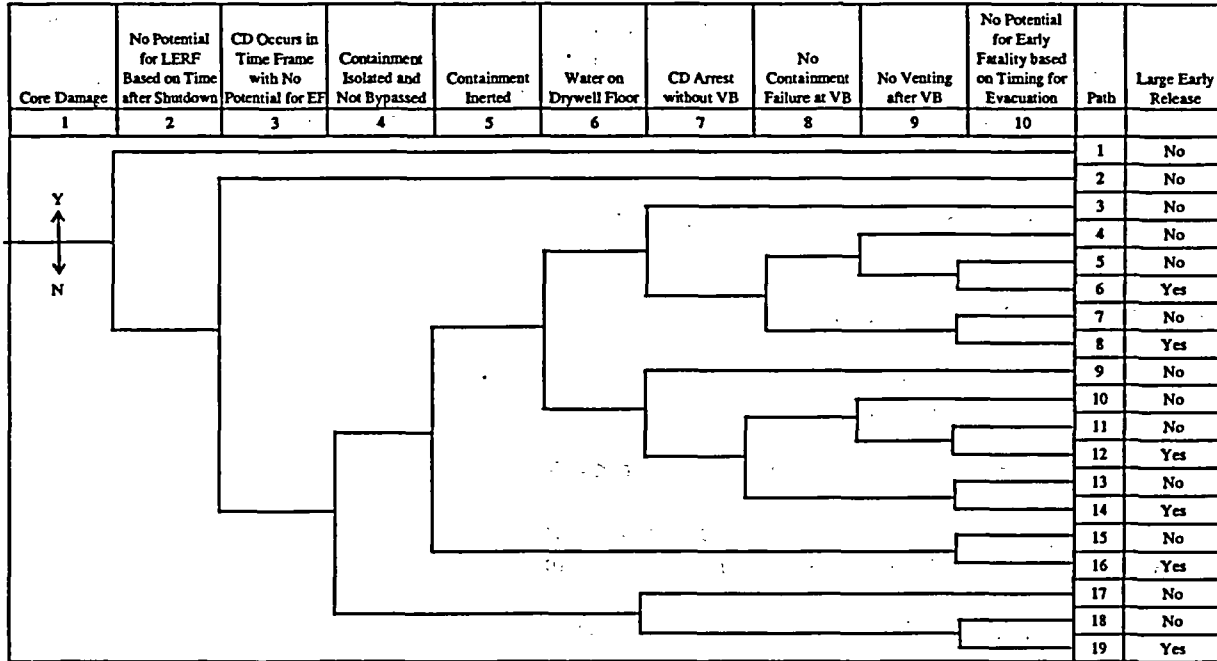 Core Damage
No Potential
for LERF
Based on Time
after Shutdown
CD Occurs in
Time Frame
with No
Potential for EF
Containment
Isolated and
Not Bypassed
Containment
Inerted
Water on
Drywell Floor
CD Arrest
without VB
No
Containment
Failure at VB
No Venting
after VB
No Potential
for Early
Fatality based
on Timing for
Evacuation
Path
Large Early
Release
1 2 3 4 5 6 7 8 9 10
Y
N
1 No
2 No
3 No
4 No
5 No
6 Yes
7 No
8 Yes
9 No
10 No
11 No
12 Yes
13 No
14 Yes
15 No
16 Yes
17 No
18 No
19 Yes